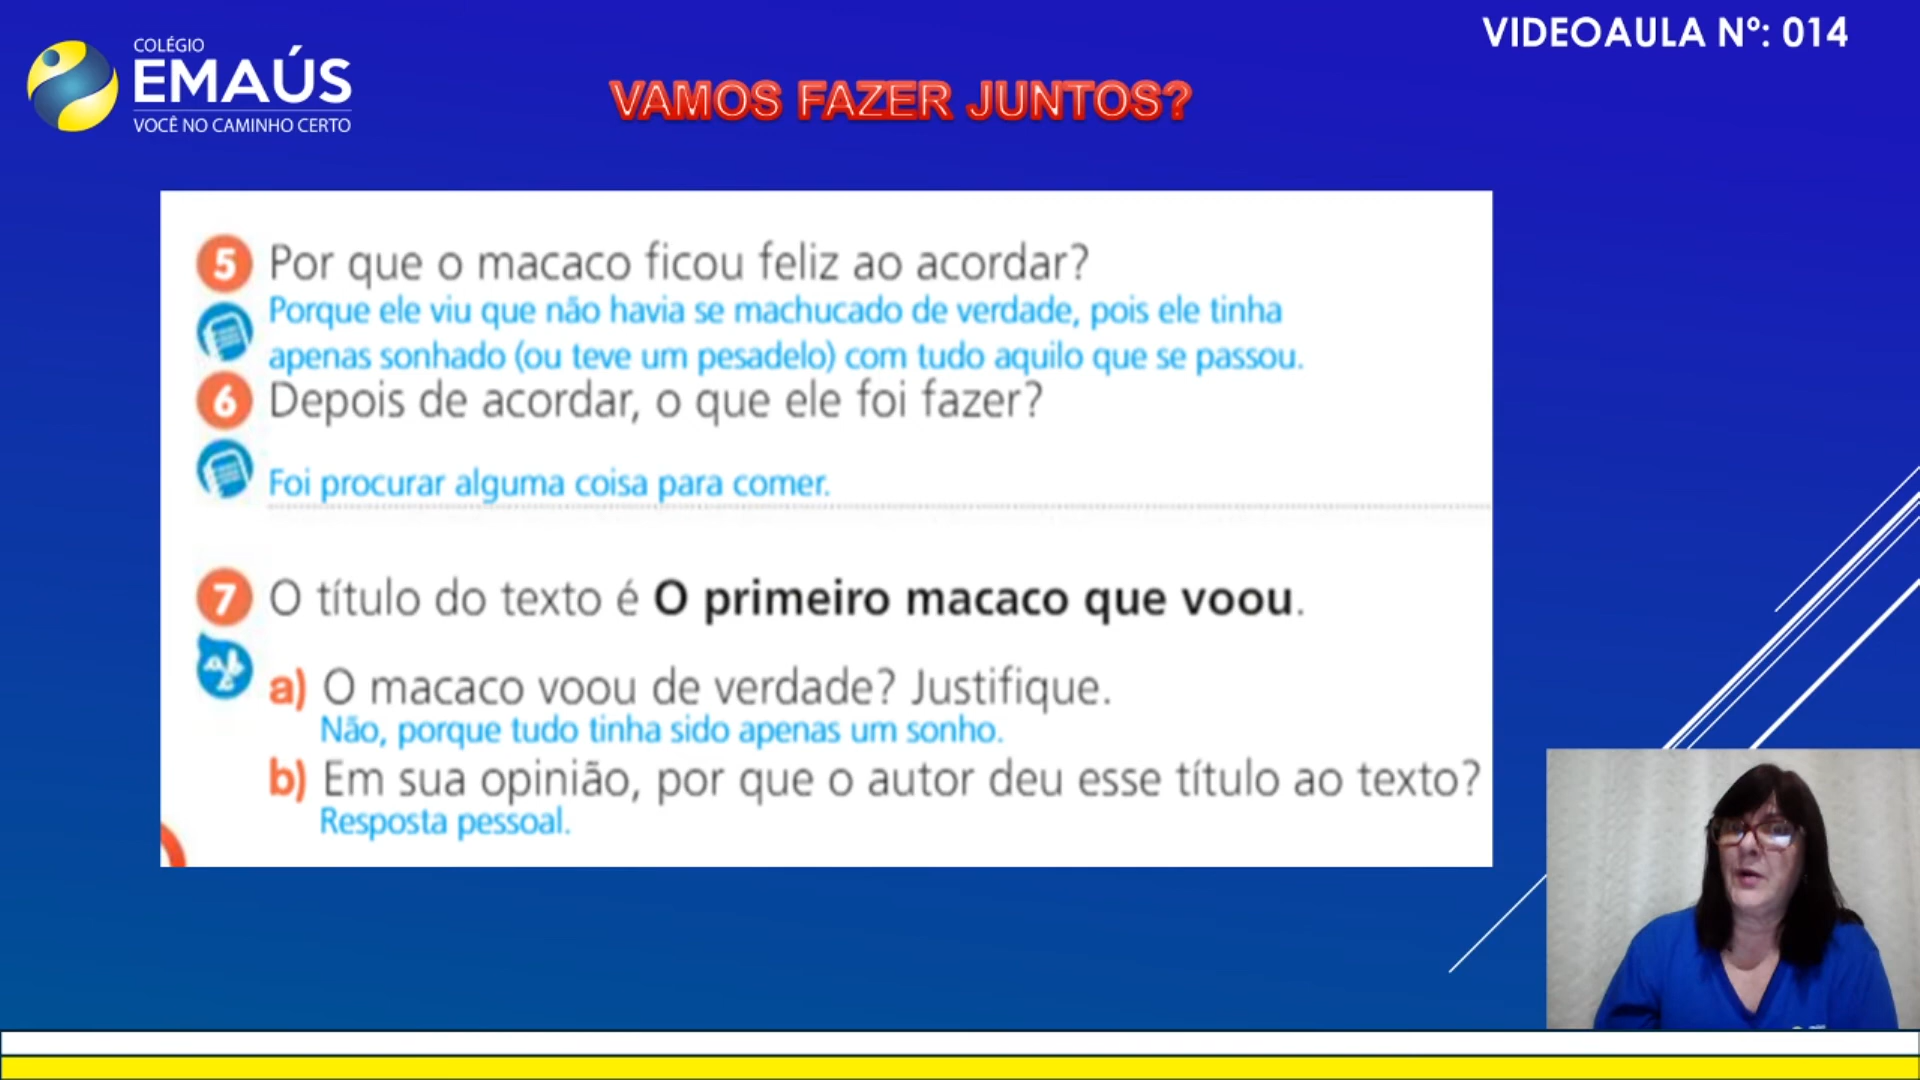 COLÉGIO
EMAÚS
VOCÊ NO CAMINHO CERTO
VIDEOAULA Nº: 014
VAMOS FAZER JUNTOS?
5 Por que o macaco ficou feliz ao acordar?
Porque ele viu que não havia se machucado de verdade, pois ele tinha
apenas sonhado (ou teve um pesadelo) com tudo aquilo que se passou.
6 Depois de acordar, o que ele foi fazer?
Foi procurar alguma coisa para comer.
7 O título do texto é O primeiro macaco que voou.
a) O macaco voou de verdade? Justifique.
Não, porque tudo tinha sido apenas um sonho.
b) Em sua opinião, por que o autor deu esse título ao texto?
Resposta pessoal.